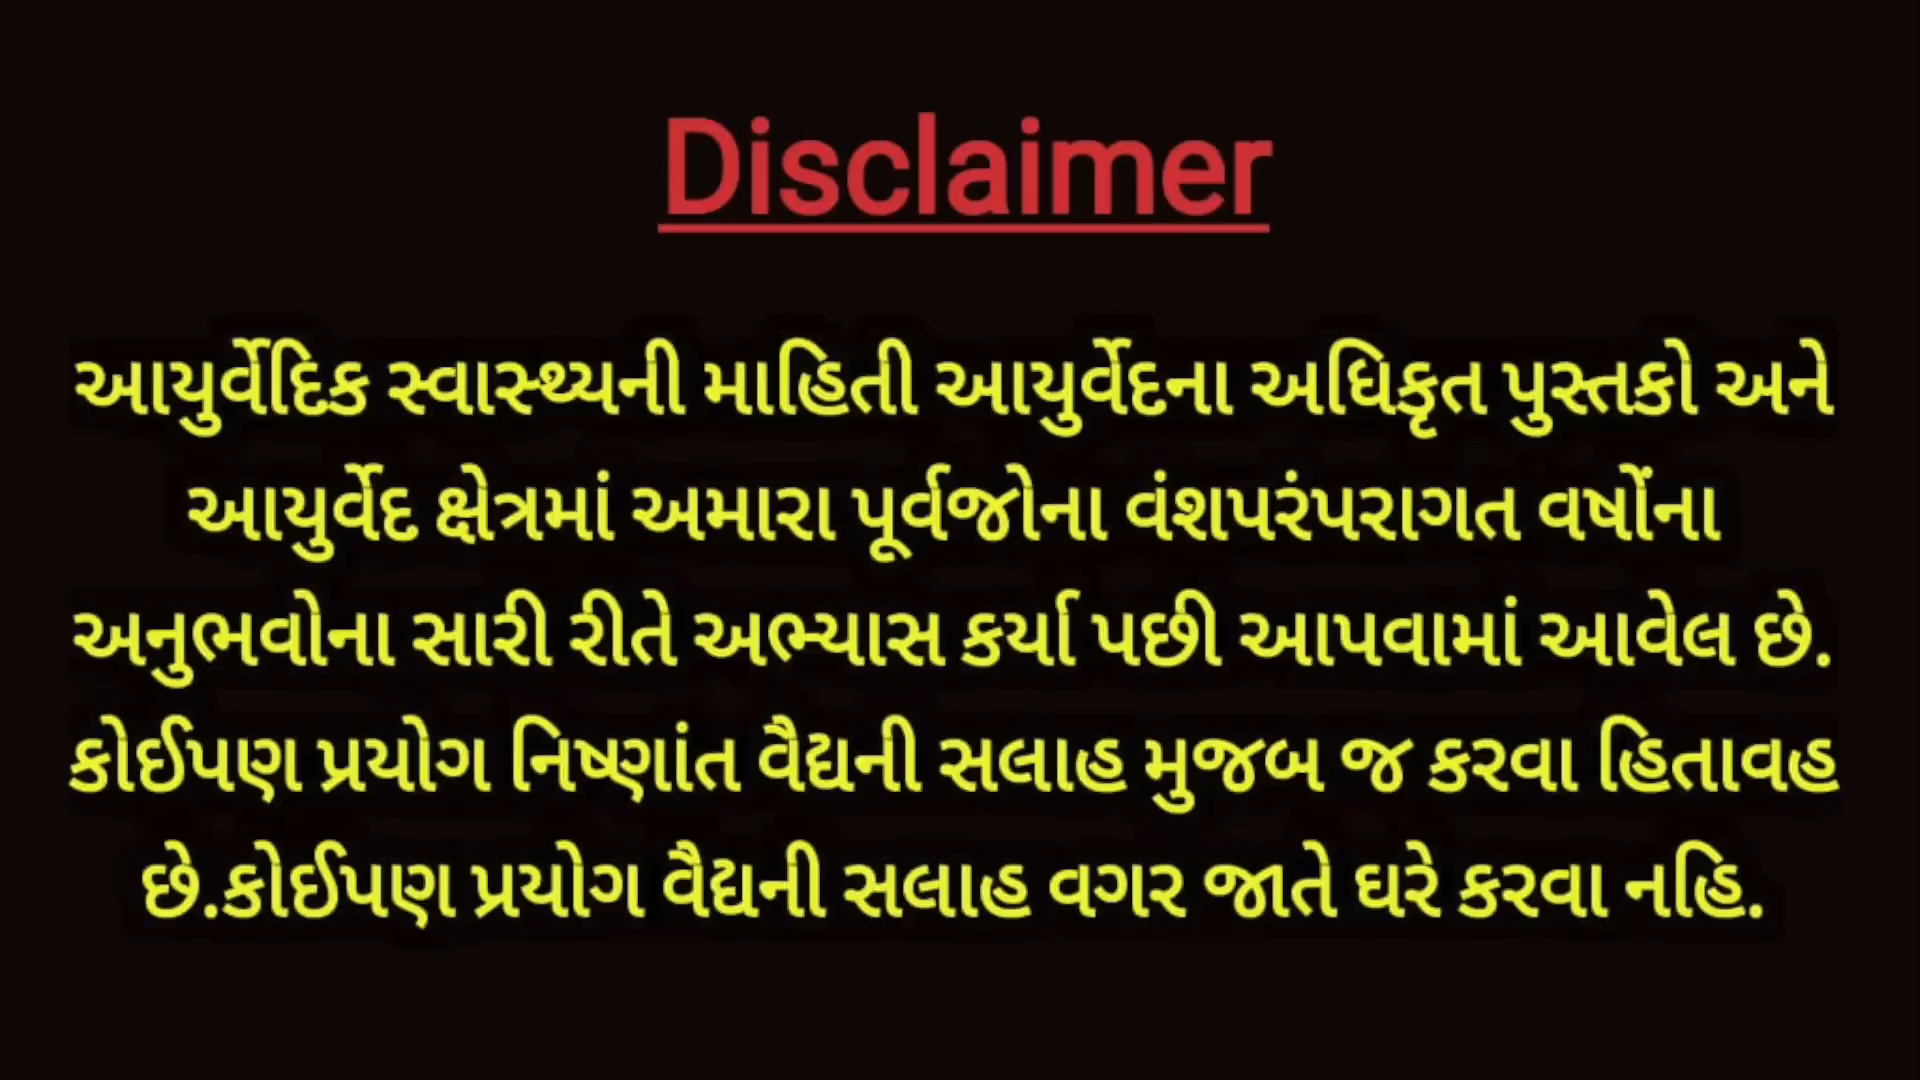 Disclaimer
આયુર્વેદિક સ્વાસ્થ્યની માહિતી આયુર્વેદના અધિકૃત પુસ્તકો અને
આયુર્વેદ ક્ષેત્રમાં અમારા પૂર્વજોના વંશપરંપરાગત વર્ષોંના
અનુભવોના સારી રીતે અભ્યાસ કર્યા પછી આપવામાં આવેલ છે.
કોઈપણ પ્રયોગ નિષ્ણાંત વૈદ્યની સલાહ મુજબ જ કરવા હિતાવહ
છે.કોઈપણ પ્રયોગ વૈદ્યની સલાહ વગર જાતે ઘરે કરવા નહિ.